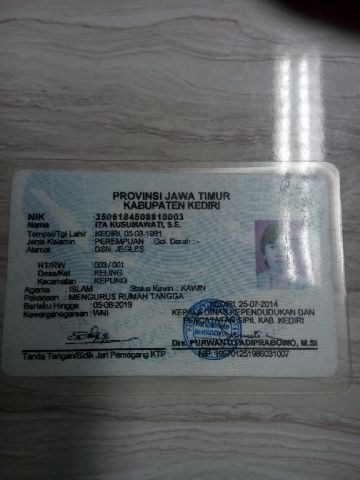 PROVINSI JAWA TIMUR
KABUPATEN KEDIRI
NIK : 3506184508810003
Nama : ITA KUSUMAWATI, S.E.
Tempat/Tgl Lahir : KEDIRI, 05-08-1981
Jenis Kelamin : PEREMPUAN Gol. Darah : -
Alamat : DSN. JEGLES
RT/RW : 003/001
Desa/Kel : KELING
Kecamatan : KEPUNG
Agama : ISLAM Status Kawin : KAWIN
Pekerjaan : MENGURUS RUMAH TANGGA
Berlaku Hingga : 05-08-2019
Kewarganegaraan : WNI
KEDIRI 25-07-2014
KEPALA DINAS KEPENDUDUKAN DAN
PENCATATAN SIPIL KAB. KEDIRI
Drs. PURWANTO ADIPRABOWO, M.SI
Tanda Tangan/Sidik Jari Pemegang KTP
NIP.